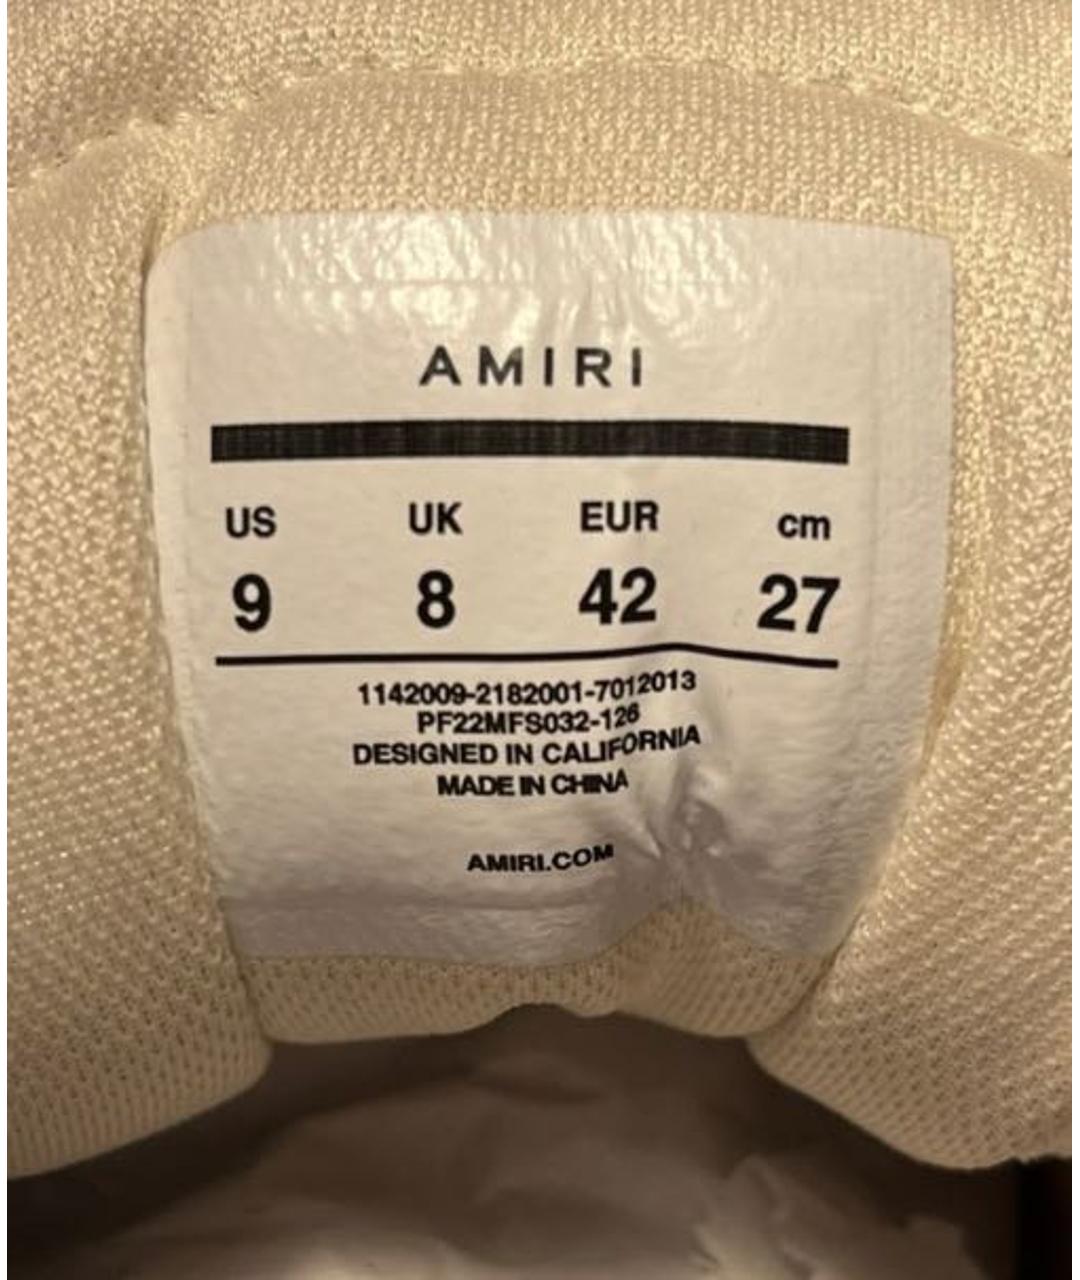 AMIRI
US UK EUR cm
9 8 42 27
1142009-2182001-7012013
PF22MFS032-126
DESIGNED IN CALIFORNIA
MADE IN CHINA
AMIRI.COM